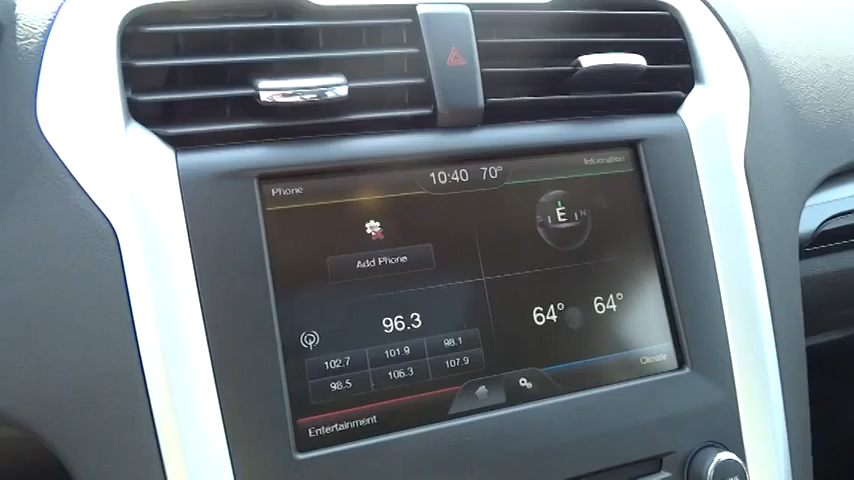 Phone
10:40 70°
Information
Add Phone
S E N
96.3
102.7 101.9 98.1
98.5 106.3 107.9
64° 64°
Entertainment
Climate